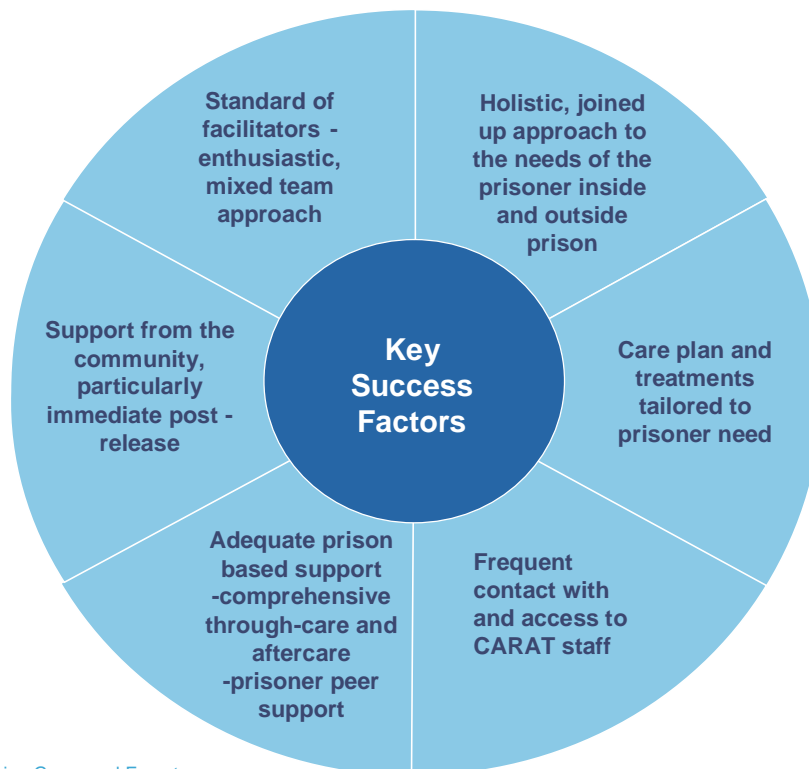 Standard of
facilitators -
enthusiastic,
mixed team
approach
Holistic, joined
up approach to
the needs of the
prisoner inside
and outside
prison
Support from the
community,
particularly
immediate post -
release
Key
Success
Factors
Care plan and
treatments
tailored to
prisoner need
Adequate prison
based support
-comprehensive
through-care and
aftercare
-prisoner peer
support
Frequent
contact with
and access to
CARAT staff